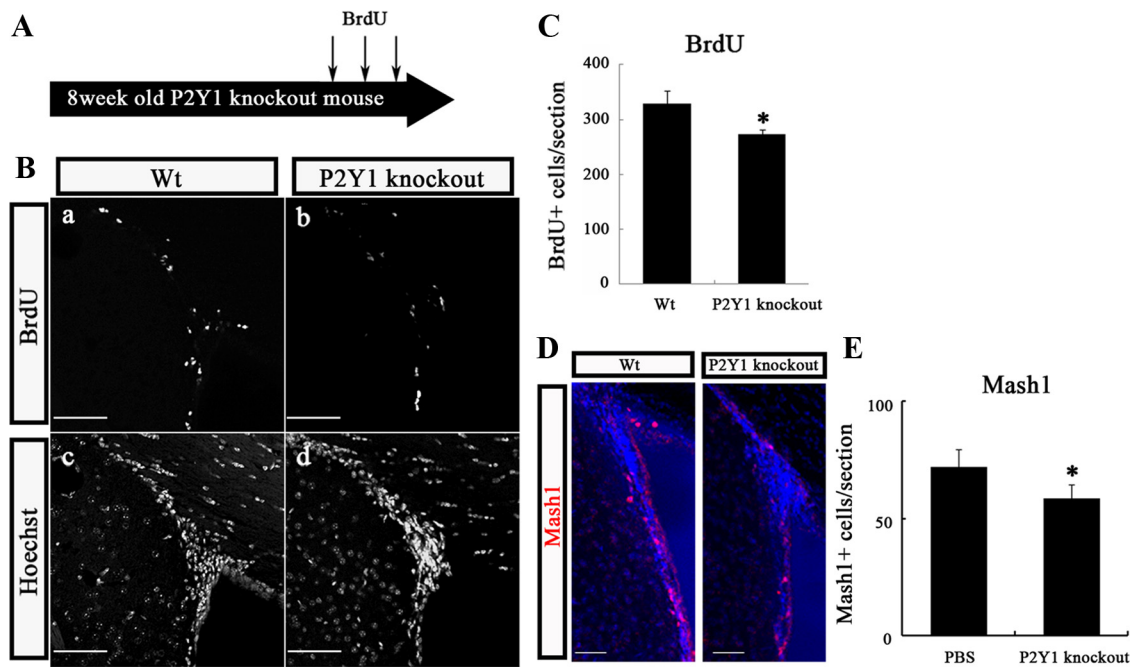 A
BrdU
8week old P2Y1 knockout mouse
B
Wt
P2Y1 knockout
BrdU
a
b
Hoechst
c
d
C
BrdU
BrdU+ cells/section
400
300
200
100
0
Wt
*
P2Y1 knockout
D
Wt
P2Y1 knockout
Mash1
E
Mash1
Mash1+ cells/section
100
50
0
*
PBS
P2Y1 knockout